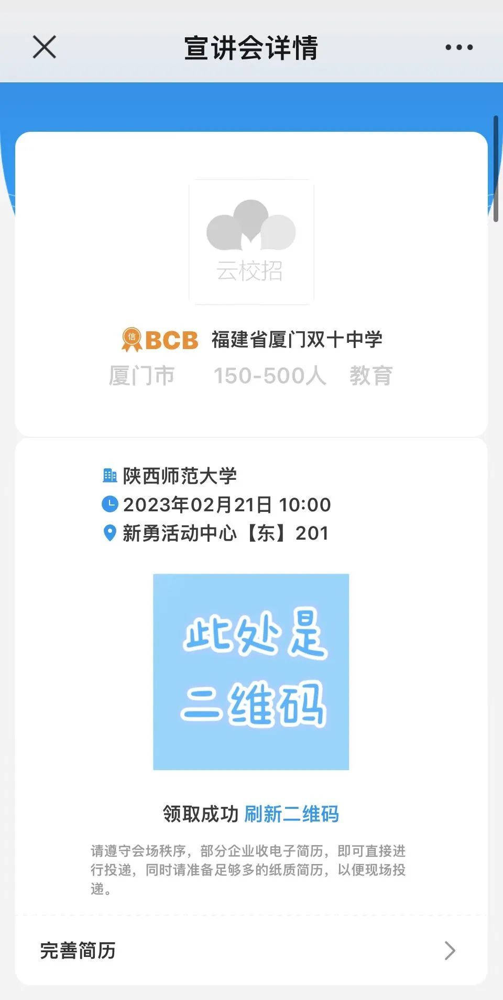 宣讲会详情
云校招
信 BCB 福建省厦门双十中学
厦门市 150-500人 教育
陕西师范大学
2023年02月21日 10:00
新勇活动中心【东】201
此处是
二维码
领取成功 刷新二维码
请遵守会场秩序，部分企业收电子简历，即可直接进
行投递，同时请准备足够多的纸质简历，以便现场投
递。
完善简历